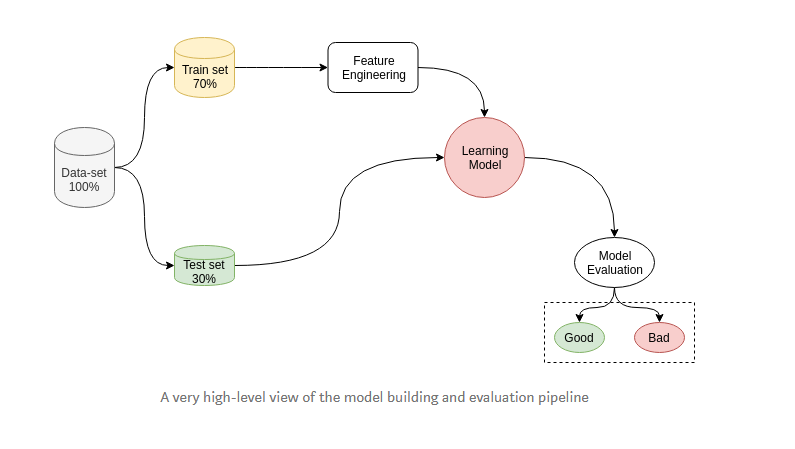 Train set
70%
Feature
Engineering
Data-set
100%
Learning
Model
Test set
30%
Model
Evaluation
Good
Bad
A very high-level view of the model building and evaluation pipeline